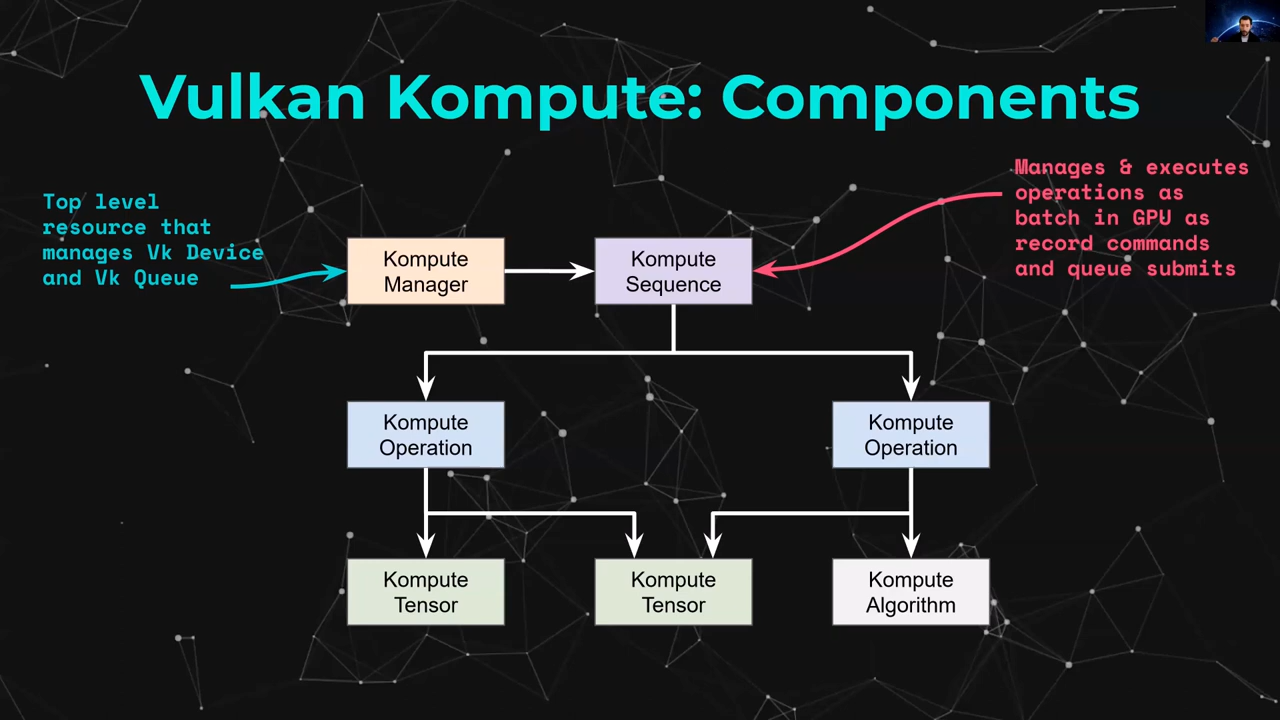 Vulkan Kompute: Components
Top level
resource that
manages Vk Device
and Vk Queue
Manages & executes
operations as
batch in GPU as
record commands
and queue submits
Kompute
Manager
Kompute
Sequence
Kompute
Operation
Kompute
Operation
Kompute
Tensor
Kompute
Tensor
Kompute
Algorithm